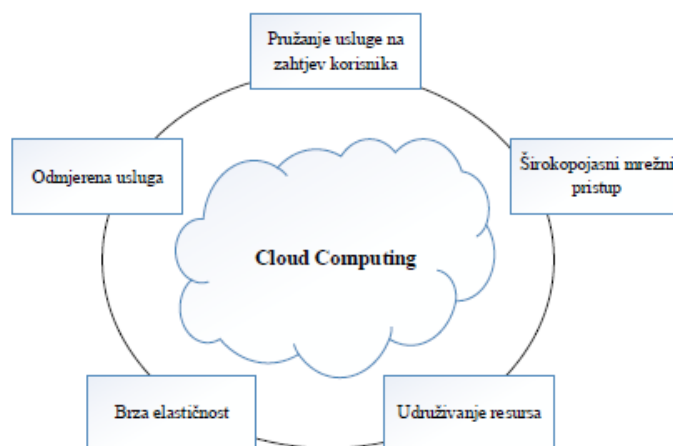 Pružanje usluge na
zahtjev korisnika
Odmjerena usluga
Širokopojasni mrežni
pristup
Cloud Computing
Brza elastičnost
Udruživanje resursa